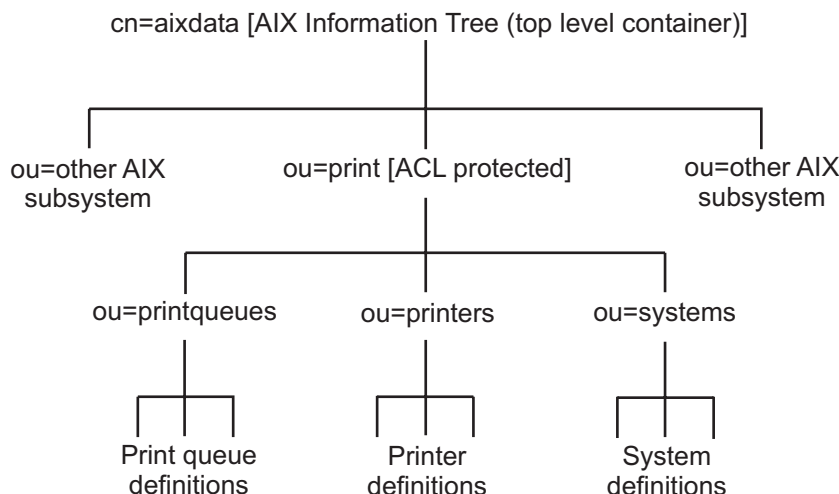 cn=aixdata [AIX Information Tree (top level container)]
ou=other AIX
subsystem
ou=print [ACL protected]
ou=other AIX
subsystem
ou=printqueues
ou=printers
ou=systems
Print queue
definitions
Printer
definitions
System
definitions